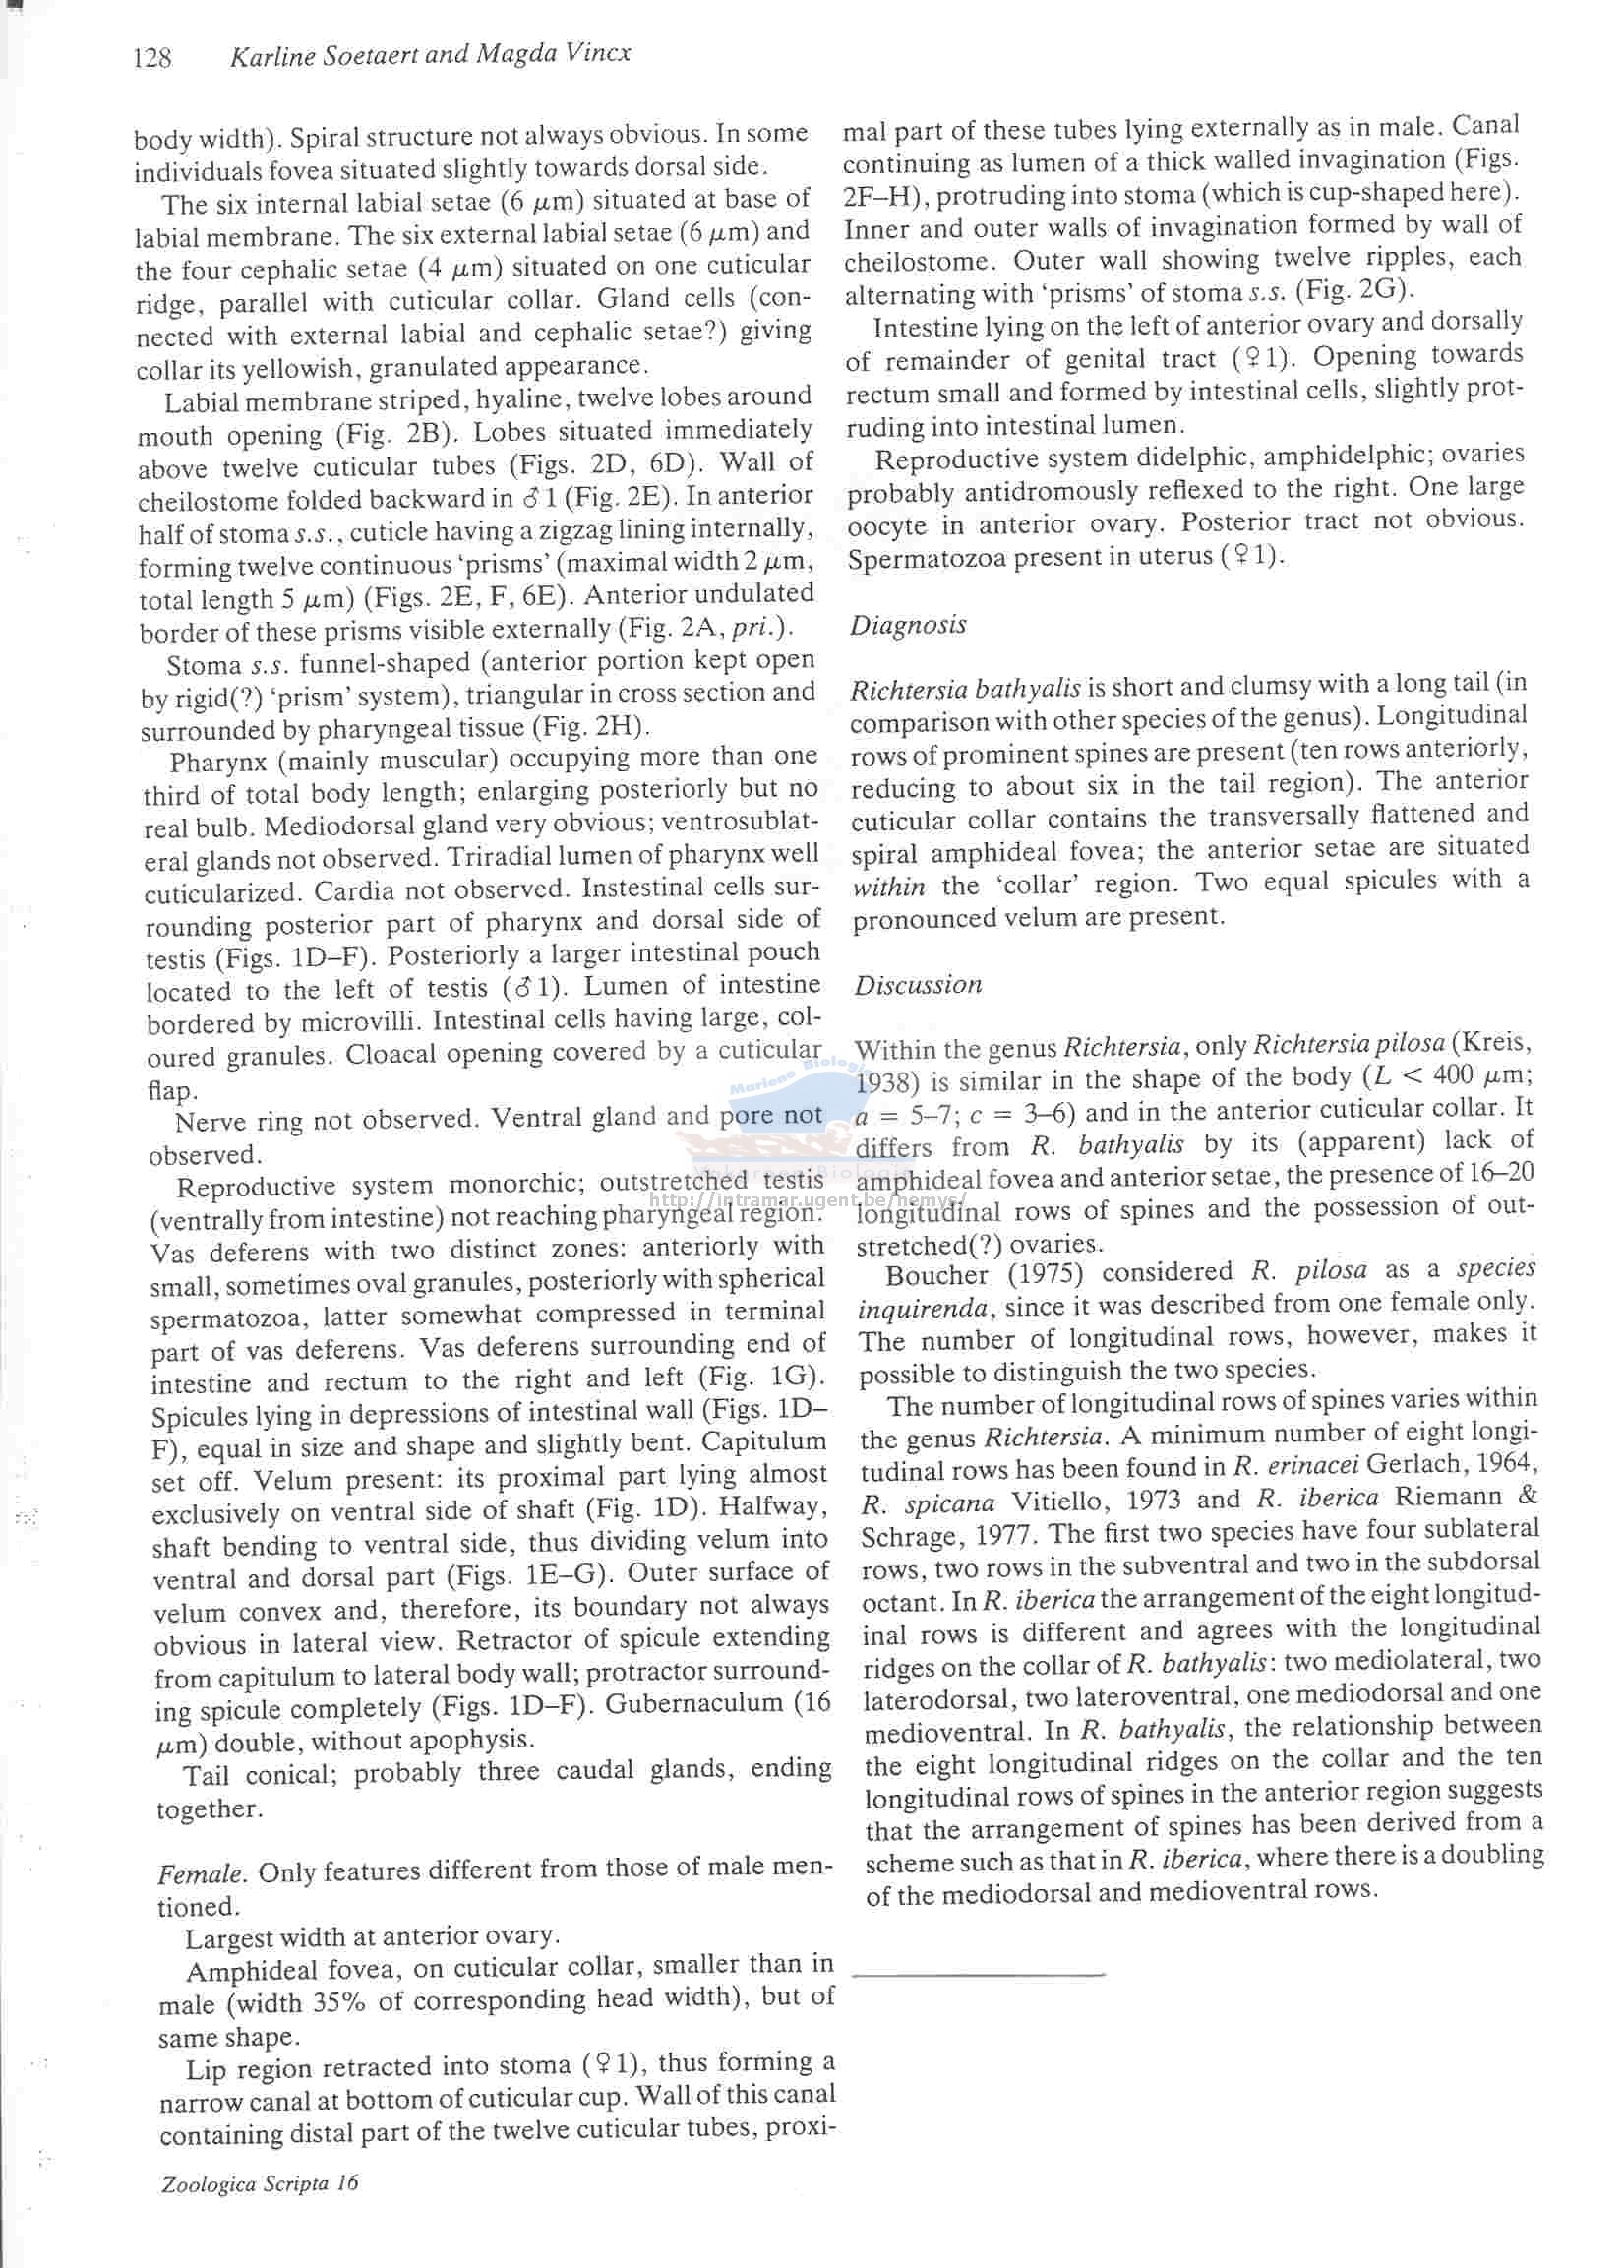 128 Karline Soetaert and Magda Vincx
body width). Spiral structure not always obvious. In some
individuals fovea situated slightly towards dorsal side.
The six internal labial setae (6 μm) situated at base of
labial membrane. The six external labial setae (6 μm) and
the four cephalic setae (4 μm) situated on one cuticular
ridge, parallel with cuticular collar. Gland cells (con-
nected with external labial and cephalic setae?) giving
collar its yellowish, granulated appearance.
Labial membrane striped, hyaline, twelve lobes around
mouth opening (Fig. 2B). Lobes situated immediately
above twelve cuticular tubes (Figs. 2D, 6D). Wall of
cheilostome folded backward in ♂1 (Fig. 2E). In anterior
half of stoma s.s., cuticle having a zigzag lining internally,
forming twelve continuous ‘prisms’ (maximal width 2 μm,
total length 5 μm) (Figs. 2E, F, 6E). Anterior undulated
border of these prisms visible externally (Fig. 2A, pri.).
Stoma s.s. funnel-shaped (anterior portion kept open
by rigid(?) ‘prism’ system), triangular in cross section and
surrounded by pharyngeal tissue (Fig. 2H).
Pharynx (mainly muscular) occupying more than one
third of total body length; enlarging posteriorly but no
real bulb. Mediodorsal gland very obvious; ventrosublat-
eral glands not observed. Triradial lumen of pharynx well
cuticularized. Cardia not observed. Instestinal cells sur-
rounding posterior part of pharynx and dorsal side of
testis (Figs. 1D–F). Posteriorly a larger intestinal pouch
located to the left of testis (♂1). Lumen of intestine
bordered by microvilli. Intestinal cells having large, col-
oured granules. Cloacal opening covered by a cuticular
flap.
Nerve ring not observed. Ventral gland and pore not
observed.
Reproductive system monorchic; outstretched testis
(ventrally from intestine) not reaching pharyngeal region.
Vas deferens with two distinct zones: anteriorly with
small, sometimes oval granules, posteriorly with spherical
spermatozoa, latter somewhat compressed in terminal
part of vas deferens. Vas deferens surrounding end of
intestine and rectum to the right and left (Fig. 1G).
Spicules lying in depressions of intestinal wall (Figs. 1D–
F), equal in size and shape and slightly bent. Capitulum
set off. Velum present: its proximal part lying almost
exclusively on ventral side of shaft (Fig. 1D). Halfway,
shaft bending to ventral side, thus dividing velum into
ventral and dorsal part (Figs. 1E–G). Outer surface of
velum convex and, therefore, its boundary not always
obvious in lateral view. Retractor of spicule extending
from capitulum to lateral body wall; protractor surround-
ing spicule completely (Figs. 1D–F). Gubernaculum (16
μm) double, without apophysis.
Tail conical; probably three caudal glands, ending
together.
Female. Only features different from those of male men-
tioned.
Largest width at anterior ovary.
Amphideal fovea, on cuticular collar, smaller than in
male (width 35% of corresponding head width), but of
same shape.
Lip region retracted into stoma (♀1), thus forming a
narrow canal at bottom of cuticular cup. Wall of this canal
containing distal part of the twelve cuticular tubes, proxi-
mal part of these tubes lying externally as in male. Canal
continuing as lumen of a thick walled invagination (Figs.
2F–H), protruding into stoma (which is cup-shaped here).
Inner and outer walls of invagination formed by wall of
cheilostome. Outer wall showing twelve ripples, each
alternating with ‘prisms’ of stoma s.s. (Fig. 2G).
Intestine lying on the left of anterior ovary and dorsally
of remainder of genital tract (♀1). Opening towards
rectum small and formed by intestinal cells, slightly prot-
ruding into intestinal lumen.
Reproductive system didelphic, amphidelphic; ovaries
probably antidromously reflexed to the right. One large
oocyte in anterior ovary. Posterior tract not obvious.
Spermatozoa present in uterus (♀1).
Diagnosis
Richtersia bathyalis is short and clumsy with a long tail (in
comparison with other species of the genus). Longitudinal
rows of prominent spines are present (ten rows anteriorly,
reducing to about six in the tail region). The anterior
cuticular collar contains the transversally flattened and
spiral amphideal fovea; the anterior setae are situated
within the ‘collar’ region. Two equal spicules with a
pronounced velum are present.
Discussion
Within the genus Richtersia, only Richtersia pilosa (Kreis,
1938) is similar in the shape of the body (L < 400 μm;
a = 5–7; c = 3–6) and in the anterior cuticular collar. It
differs from R. bathyalis by its (apparent) lack of
amphideal fovea and anterior setae, the presence of 16–20
longitudinal rows of spines and the possession of out-
stretched(?) ovaries.
Boucher (1975) considered R. pilosa as a species
inquirenda, since it was described from one female only.
The number of longitudinal rows, however, makes it
possible to distinguish the two species.
The number of longitudinal rows of spines varies within
the genus Richtersia. A minimum number of eight longi-
tudinal rows has been found in R. erinacei Gerlach, 1964,
R. spicana Vitiello, 1973 and R. iberica Riemann &
Schrage, 1977. The first two species have four sublateral
rows, two rows in the subventral and two in the subdorsal
octant. In R. iberica the arrangement of the eight longitud-
inal rows is different and agrees with the longitudinal
ridges on the collar of R. bathyalis: two mediolateral, two
laterodorsal, two lateroventral, one mediodorsal and one
medioventral. In R. bathyalis, the relationship between
the eight longitudinal ridges on the collar and the ten
longitudinal rows of spines in the anterior region suggests
that the arrangement of spines has been derived from a
scheme such as that in R. iberica, where there is a doubling
of the mediodorsal and medioventral rows.
Zoologica Scripta 16
Mariene Biologie
http://intramar.ugent.be/nemys/